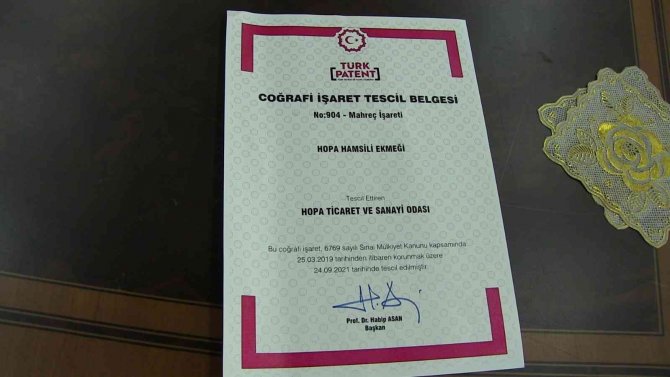 TÜRK
PATENT
COĞRAFİ İŞARET TESCİL BELGESİ
No:904 - Mahreç İşareti
HOPA HAMSİLİ EKMEĞİ
Tescil Ettiren
HOPA TİCARET VE SANAYİ ODASI
Bu coğrafi işaret, 6769 sayılı Sınai Mülkiyet Kanunu kapsamında
25.03.2019 tarihinden itibaren korunmak üzere
24.09.2021 tarihinde tescil edilmiştir.
Prof. Dr. Habip ASAN
Başkan